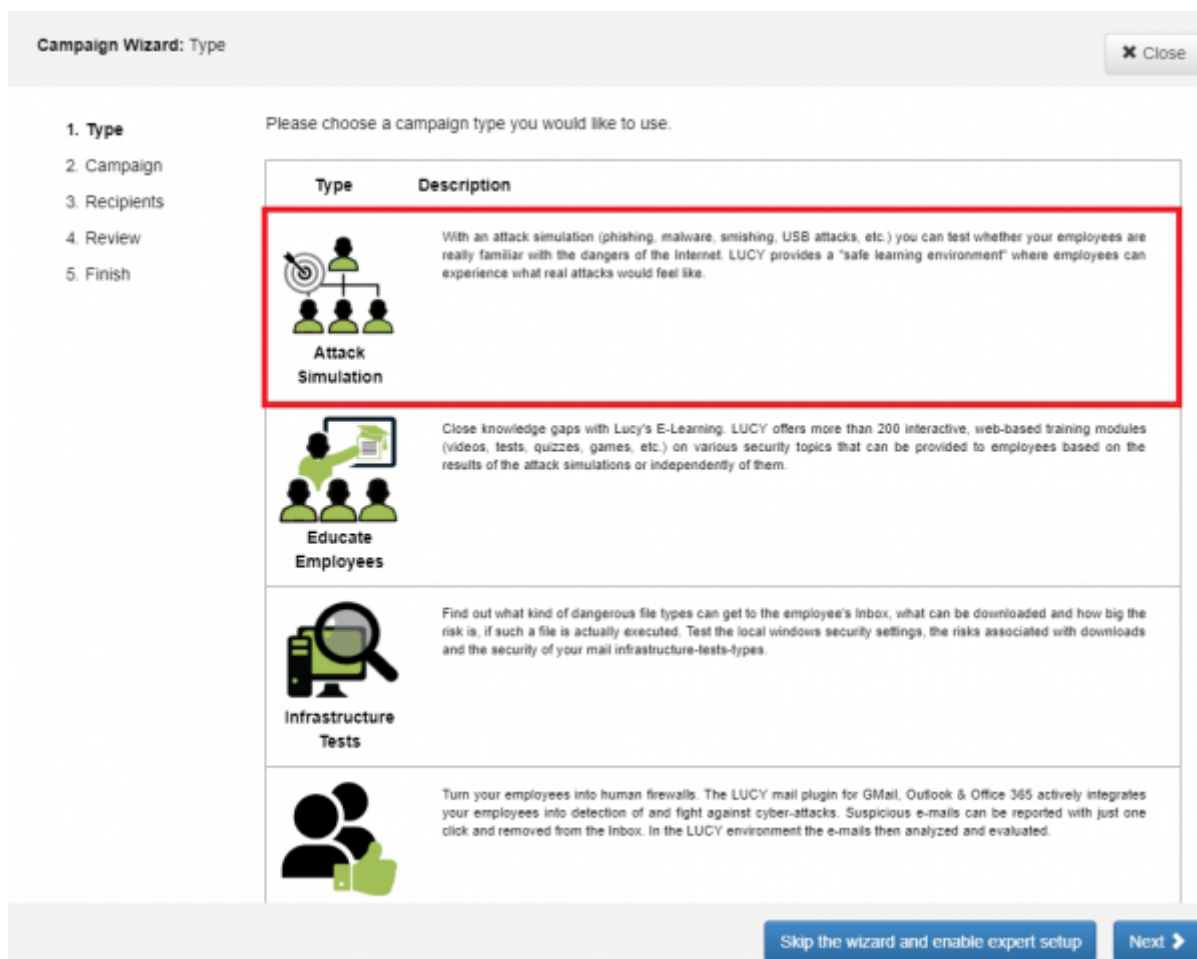 Campaign Wizard: Type
✖ Close
1. Type
2. Campaign
3. Recipients
4. Review
5. Finish
Please choose a campaign type you would like to use.
Type Description
With an attack simulation (phishing, malware, smishing, USB attacks, etc.) you can test whether your employees are
really familiar with the dangers of the Internet. LUCY provides a "safe learning environment" where employees can
experience what real attacks would feel like.
Attack
Simulation
Close knowledge gaps with Lucy's E-Learning. LUCY offers more than 200 interactive, web-based training modules
(videos, tests, quizzes, games, etc.) on various security topics that can be provided to employees based on the
results of the attack simulations or independently of them.
Educate
Employees
Find out what kind of dangerous file types can get to the employee's Inbox, what can be downloaded and how big the
risk is, if such a file is actually executed. Test the local windows security settings, the risks associated with downloads
and the security of your mail infrastructure-tests-types.
Infrastructure
Tests
Turn your employees into human firewalls. The LUCY mail plugin for GMail, Outlook & Office 365 actively integrates
your employees into detection of and fight against cyber-attacks. Suspicious e-mails can be reported with just one
click and removed from the Inbox. In the LUCY environment the e-mails then analyzed and evaluated.
Skip the wizard and enable expert setup
Next ❯